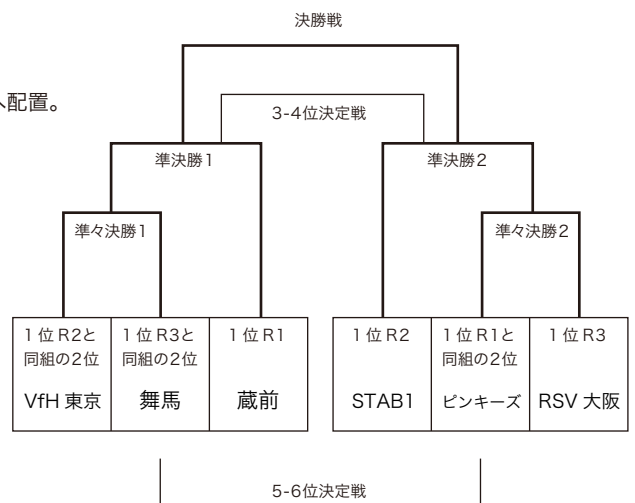 決勝戦
へ配置。
3-4位決定戦
準決勝1
準決勝2
準々決勝1
準々決勝2
1位R2と
同組の2位
VfH 東京
1位R3と
同組の2位
舞馬
1位R1
蔵前
1位R2
STAB1
1位R1と
同組の2位
ピンキーズ
1位R3
RSV 大阪
5-6位決定戦